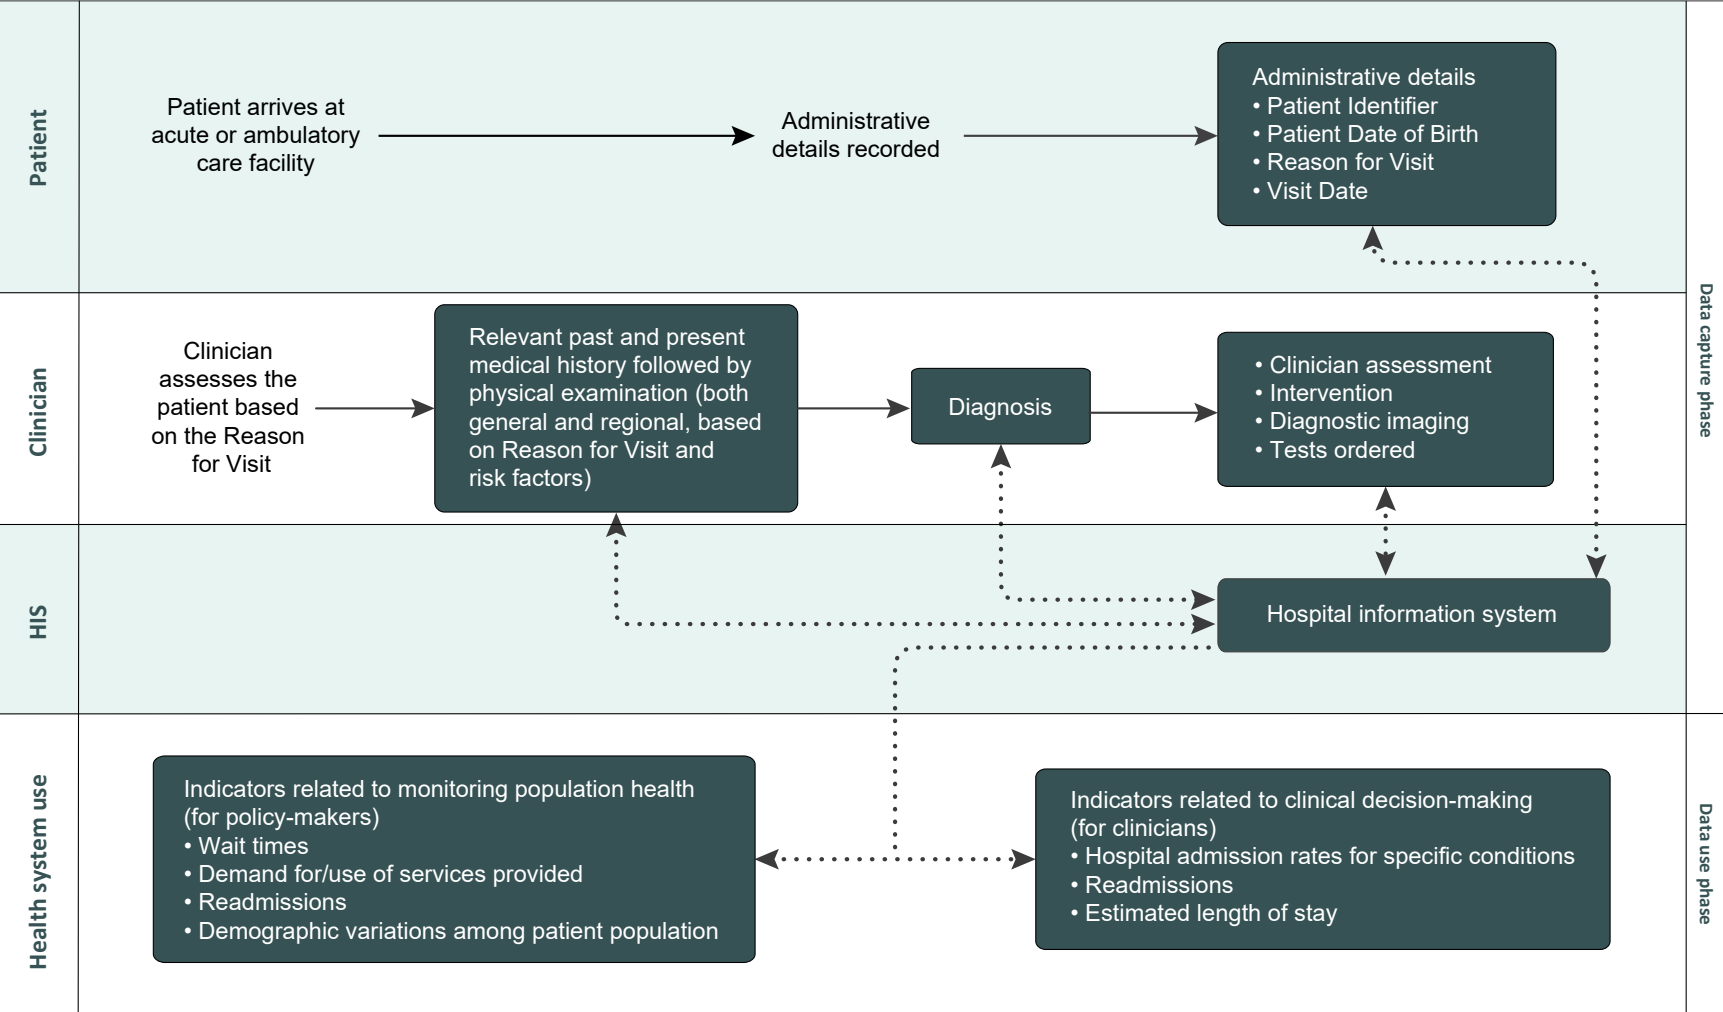 Patient
Patient arrives at
acute or ambulatory
care facility
Administrative
details recorded
Administrative details
• Patient Identifier
• Patient Date of Birth
• Reason for Visit
• Visit Date
Data capture phase
Clinician
Clinician
assesses the
patient based
on the Reason
for Visit
Relevant past and present
medical history followed by
physical examination (both
general and regional, based
on Reason for Visit and
risk factors)
Diagnosis
• Clinician assessment
• Intervention
• Diagnostic imaging
• Tests ordered
HIS
Hospital information system
Health system use
Indicators related to monitoring population health
(for policy-makers)
• Wait times
• Demand for/use of services provided
• Readmissions
• Demographic variations among patient population
Indicators related to clinical decision-making
(for clinicians)
• Hospital admission rates for specific conditions
• Readmissions
• Estimated length of stay
Data use phase